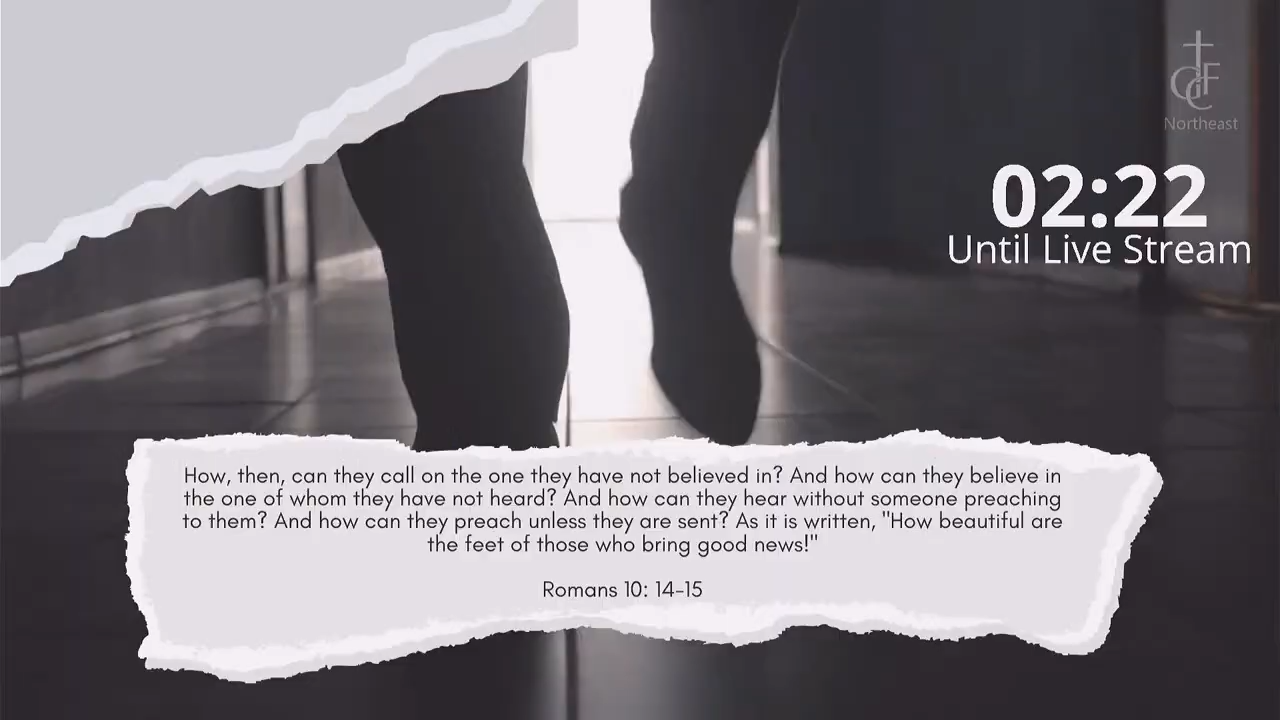 GCF
Northeast
02:22
Until Live Stream
How, then, can they call on the one they have not believed in? And how can they believe in
the one of whom they have not heard? And how can they hear without someone preaching
to them? And how can they preach unless they are sent? As it is written, "How beautiful are
the feet of those who bring good news!"
Romans 10: 14-15